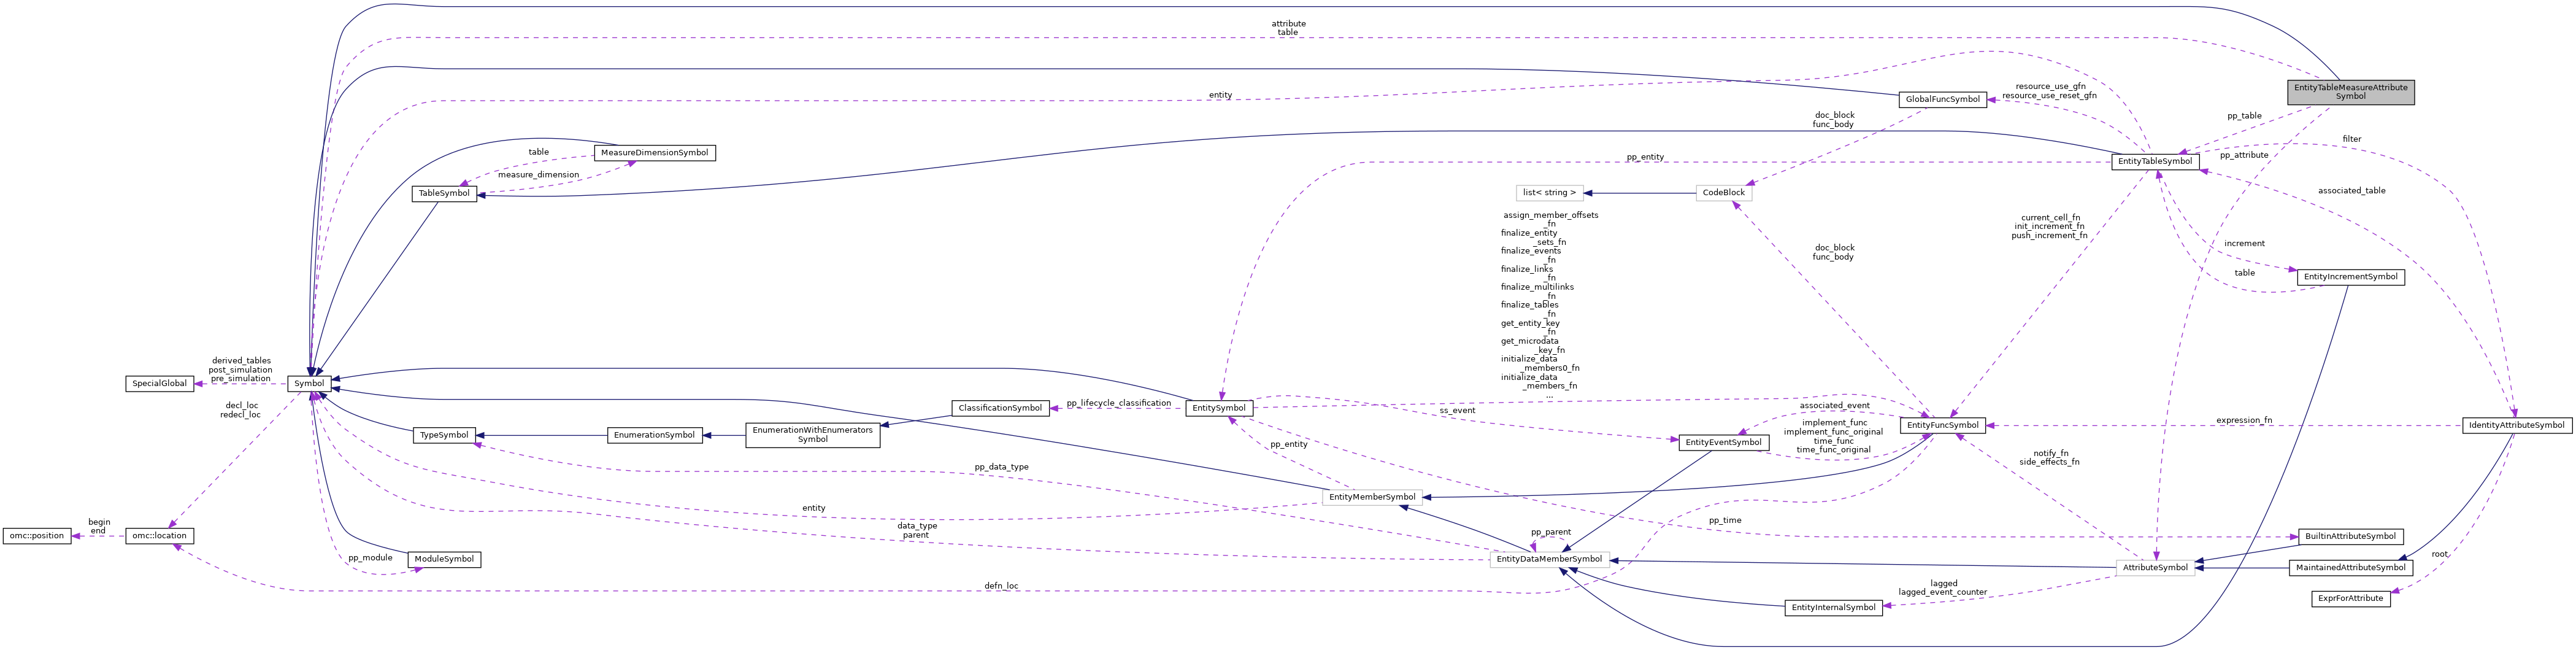 attribute
table
EntityTableMeasureAttribute
Symbol
entity
GlobalFuncSymbol
resource_use_gfn
resource_use_reset_gfn
doc_block
func_body
pp_table
filter
MeasureDimensionSymbol
table
measure_dimension
TableSymbol
pp_entity
EntityTableSymbol
pp_attribute
list< string >
CodeBlock
associated_table
assign_member_offsets
_fn
finalize_entity
_sets_fn
finalize_events
_fn
finalize_links
_fn
finalize_multilinks
_fn
finalize_tables
_fn
get_entity_key
_fn
get_microdata
_key_fn
initialize_data
_members0_fn
initialize_data
_members_fn
...
doc_block
func_body
current_cell_fn
init_increment_fn
push_increment_fn
increment
table
EntityIncrementSymbol
SpecialGlobal
derived_tables
post_simulation
pre_simulation
Symbol
decl_loc
redecl_loc
ClassificationSymbol
pp_lifecycle_classification
EntitySymbol
ss_event
associated_event
implement_func
implement_func_original
time_func
time_func_original
EntityFuncSymbol
expression_fn
IdentityAttributeSymbol
TypeSymbol
EnumerationSymbol
EnumerationWithEnumerators
Symbol
pp_entity
EntityEventSymbol
notify_fn
side_effects_fn
pp_data_type
EntityMemberSymbol
entity
pp_time
omc::position
begin
end
omc::location
data_type
parent
pp_parent
BuiltinAttributeSymbol
pp_module
ModuleSymbol
EntityDataMemberSymbol
AttributeSymbol
root
MaintainedAttributeSymbol
defn_loc
lagged
lagged_event_counter
EntityInternalSymbol
ExprForAttribute